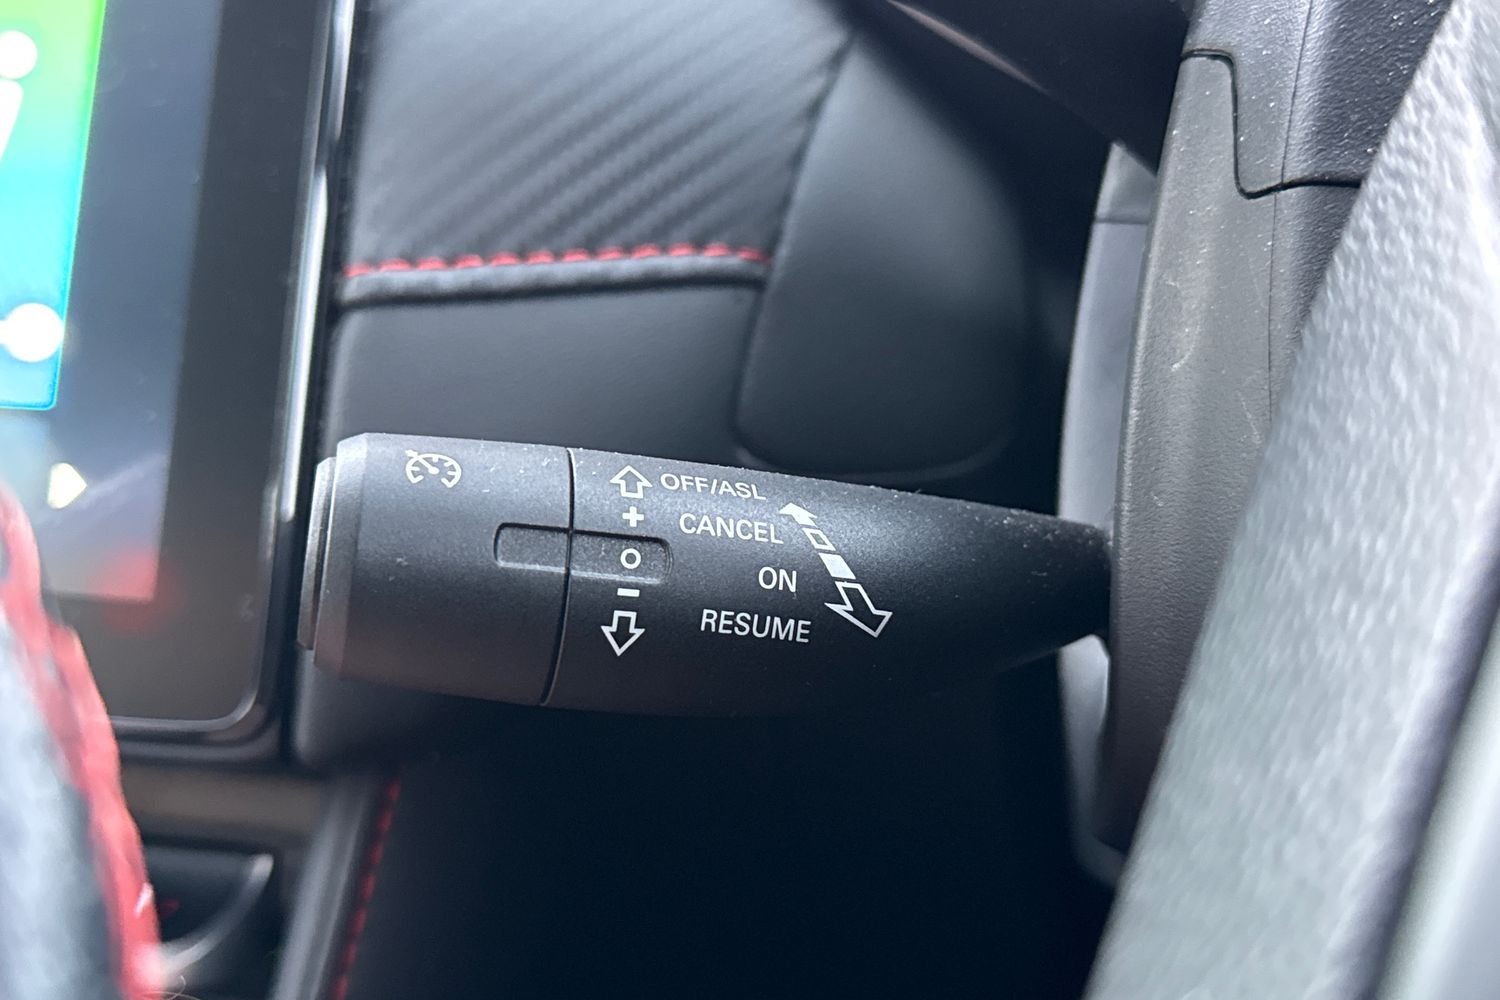 OFF/ASL
+ CANCEL
O ON
- RESUME